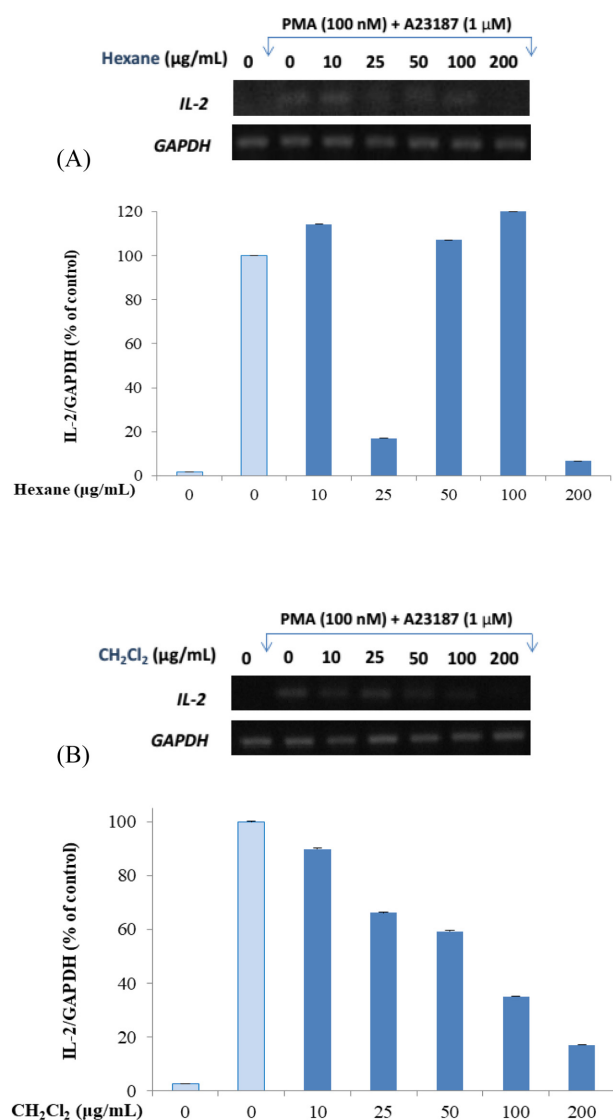 PMA (100 nM) + A23187 (1 µM)
Hexane (µg/mL) 0 0 10 25 50 100 200
IL-2
GAPDH
(A)
120
100
80
60
40
20
0
IL-2/GAPDH (% of control)
Hexane (µg/mL) 0 0 10 25 50 100 200
PMA (100 nM) + A23187 (1 µM)
CH₂Cl₂ (µg/mL) 0 0 10 25 50 100 200
IL-2
GAPDH
(B)
100
80
60
40
20
0
IL-2/GAPDH (% of control)
CH₂Cl₂ (µg/mL) 0 0 10 25 50 100 200